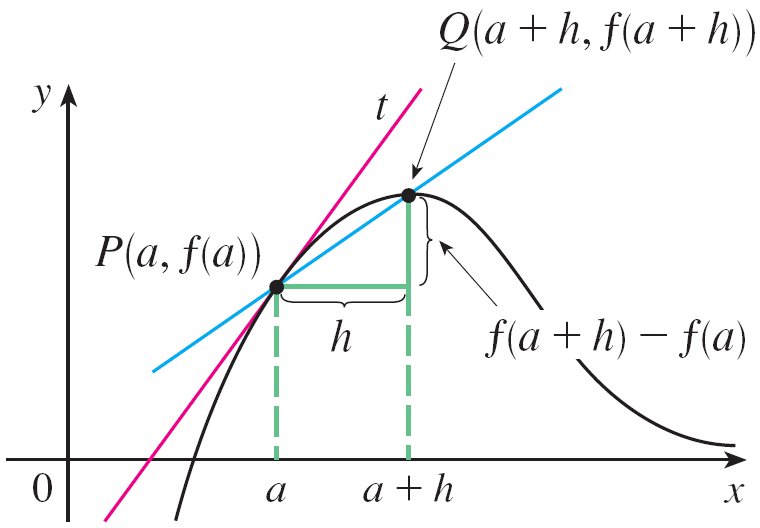 Q(a + h, f(a + h))
y
t
P(a, f(a))
h
f(a + h) − f(a)
0
a
a + h
x